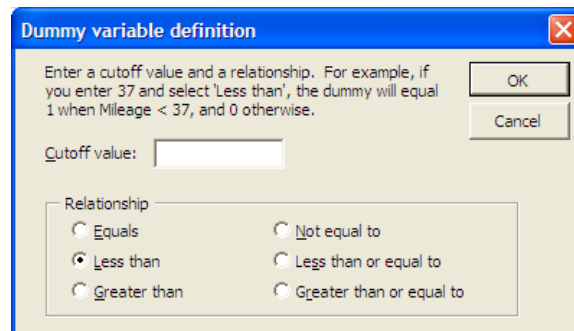 Dummy variable definition
Enter a cutoff value and a relationship. For example, if
you enter 37 and select 'Less than', the dummy will equal
1 when Mileage < 37, and 0 otherwise.
OK
Cancel
Cutoff value:
Relationship
Equals
Not equal to
Less than
Less than or equal to
Greater than
Greater than or equal to